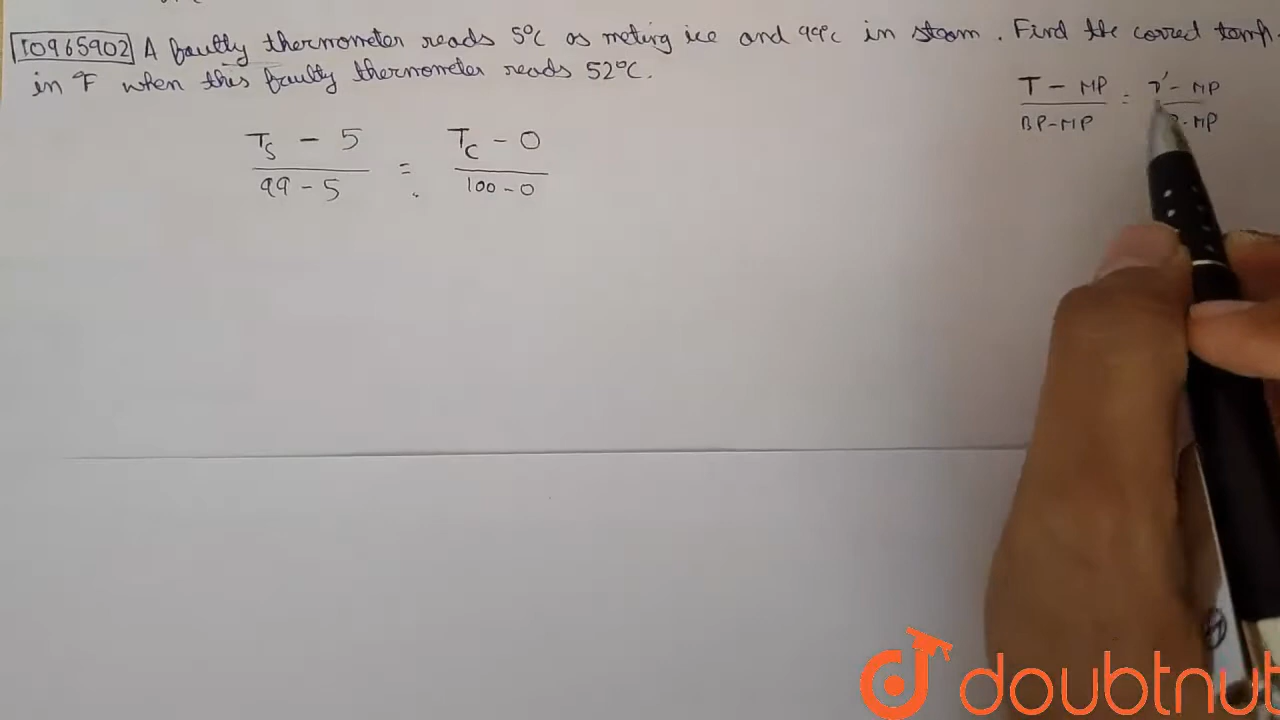 10965902 A faulty thermometer reads 5°C as meting ice and 99°C in steam. Find the correct temp.
in °F when this faulty thermometer reads 52°C.
T - MP / BP-MP = T' - MP / P-MP
Ts - 5 / 99 - 5 = Tc - 0 / 100 - 0
doubtnut